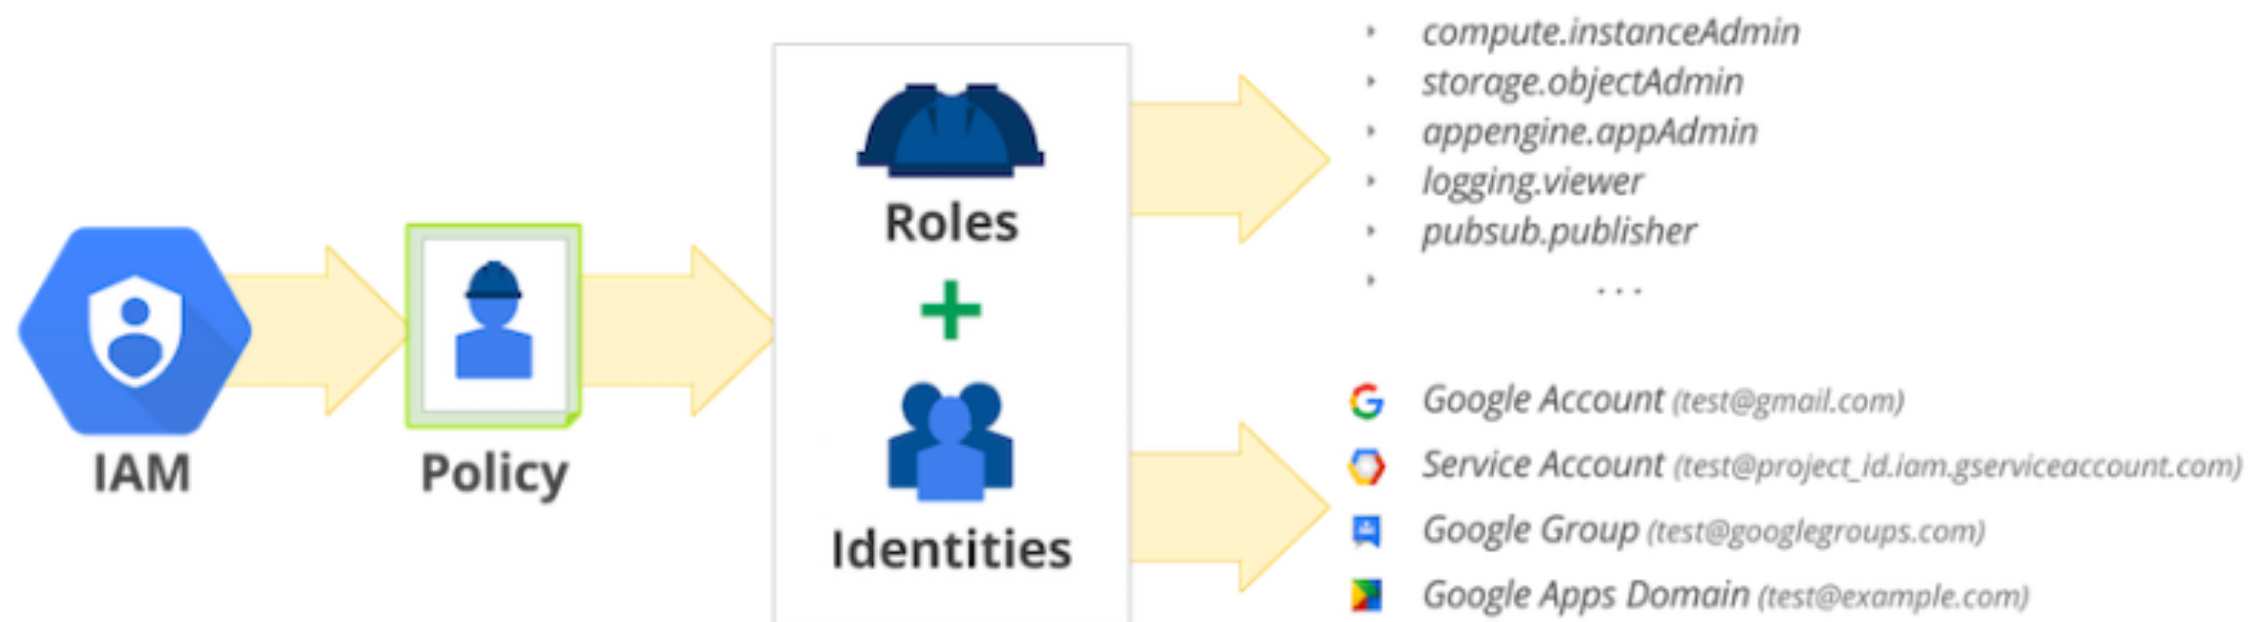 IAM
Policy
Roles
+
Identities
compute.instanceAdmin
storage.objectAdmin
appengine.appAdmin
logging.viewer
pubsub.publisher
...
Google Account (test@gmail.com)
Service Account (test@project_id.iam.gserviceaccount.com)
Google Group (test@googlegroups.com)
Google Apps Domain (test@example.com)